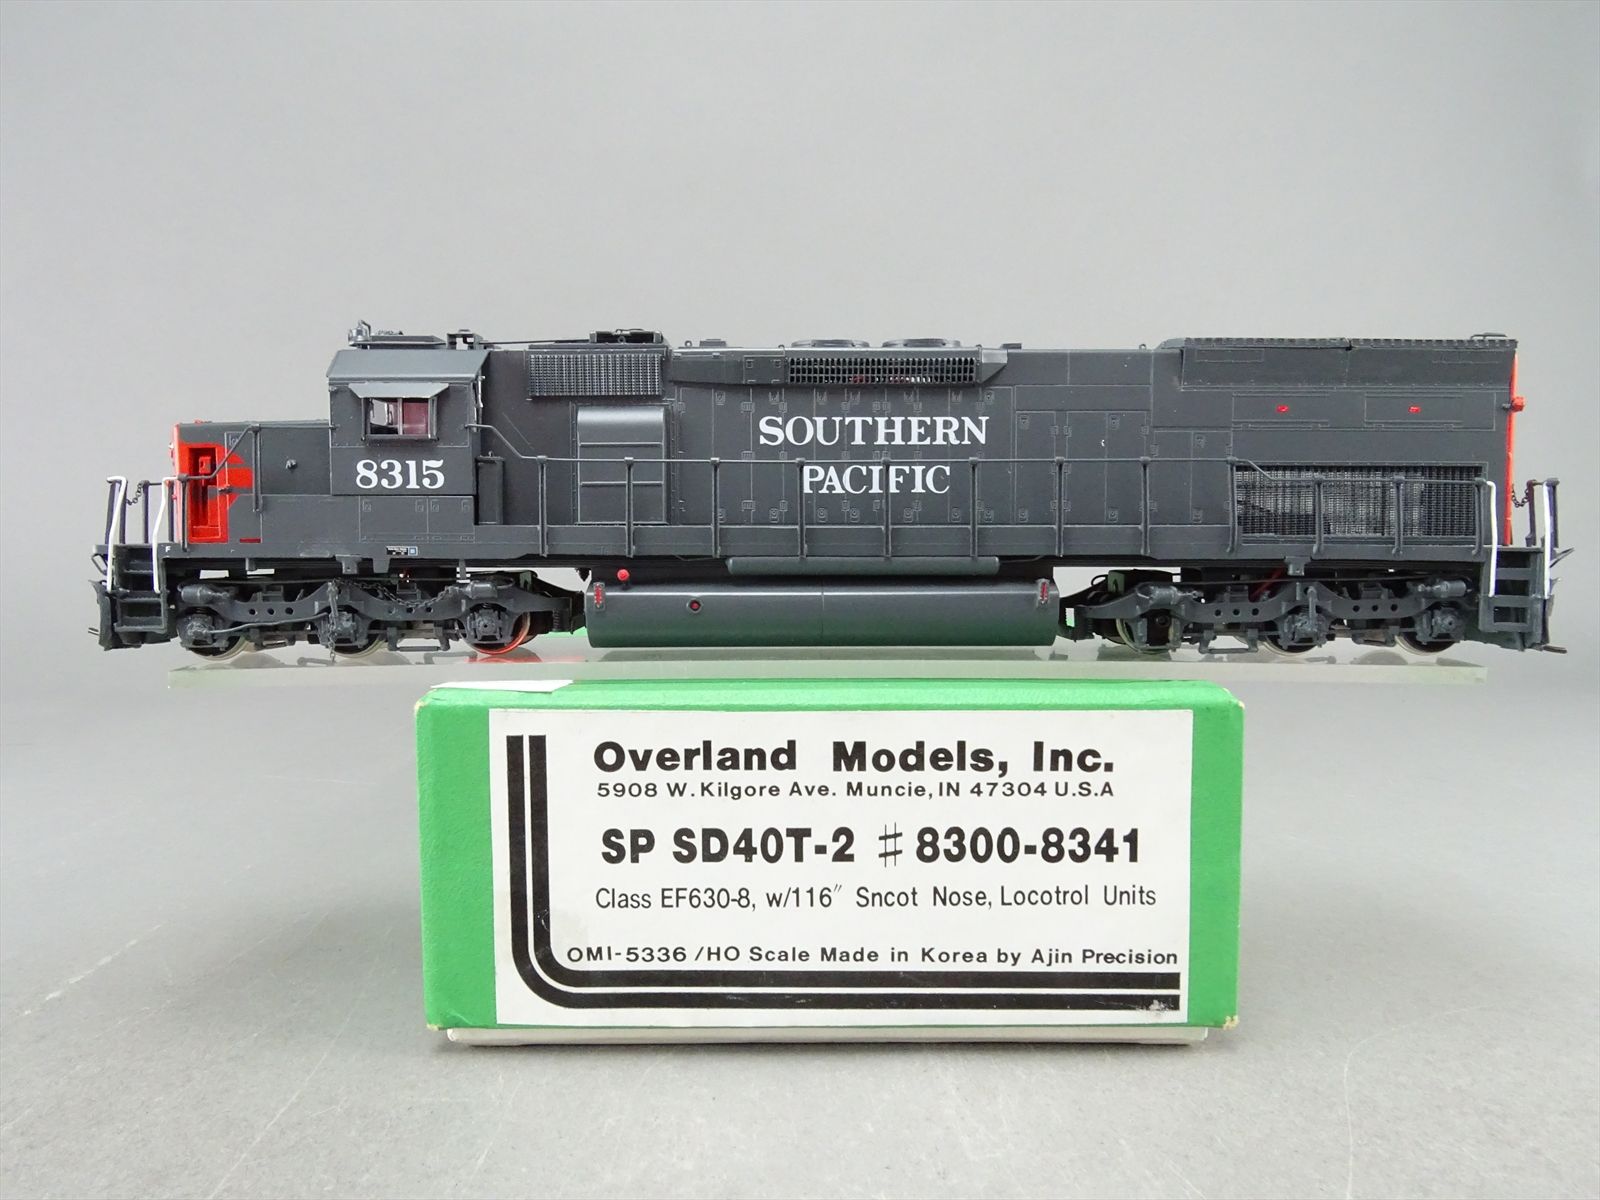 8315
SOUTHERN
PACIFIC
F
Overland Models, Inc.
5908 W. Kilgore Ave. Muncie, IN 47304 U.S.A
SP SD40T-2 # 8300-8341
Class EF630-8, w/116″ Sncot Nose, Locotrol Units
OMI-5336 /HO Scale Made in Korea by Ajin Precision